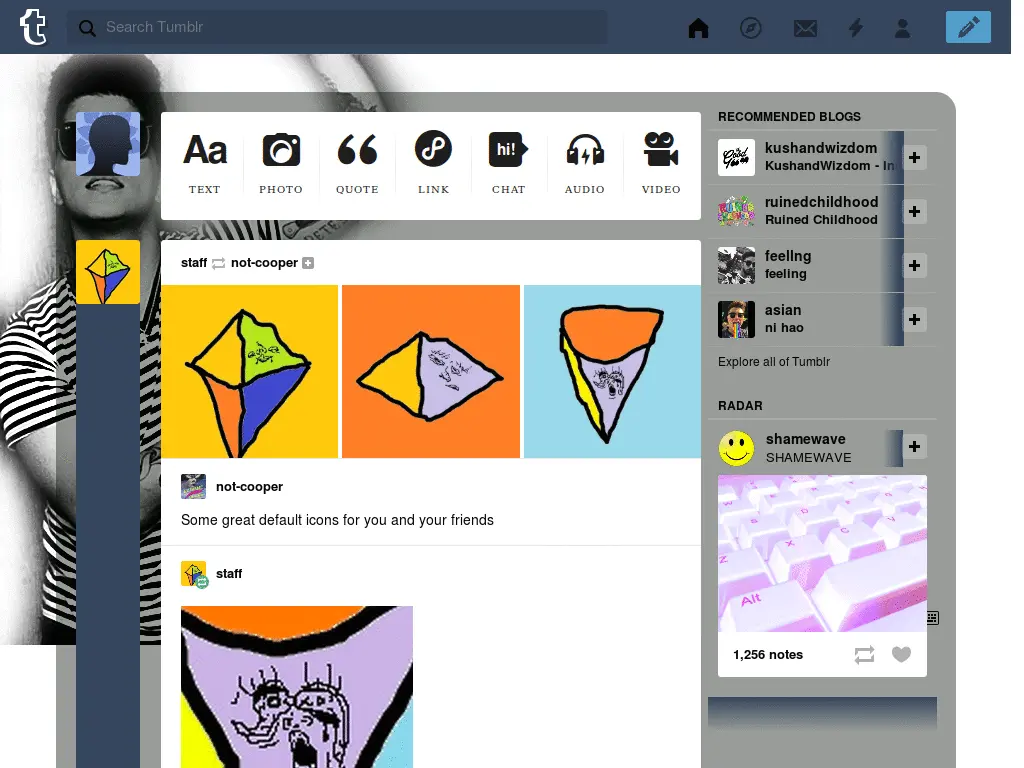 t
Search Tumblr
Aa
hi!
TEXT
PHOTO
QUOTE
LINK
CHAT
AUDIO
VIDEO
staff not-cooper
not-cooper
Some great default icons for you and your friends
staff
RECOMMENDED BLOGS
kushandwizdom
KushandWizdom - In
ruinedchildhood
Ruined Childhood
feellng
feeling
asian
ni hao
Explore all of Tumblr
RADAR
shamewave
SHAMEWAVE
Alt
1,256 notes